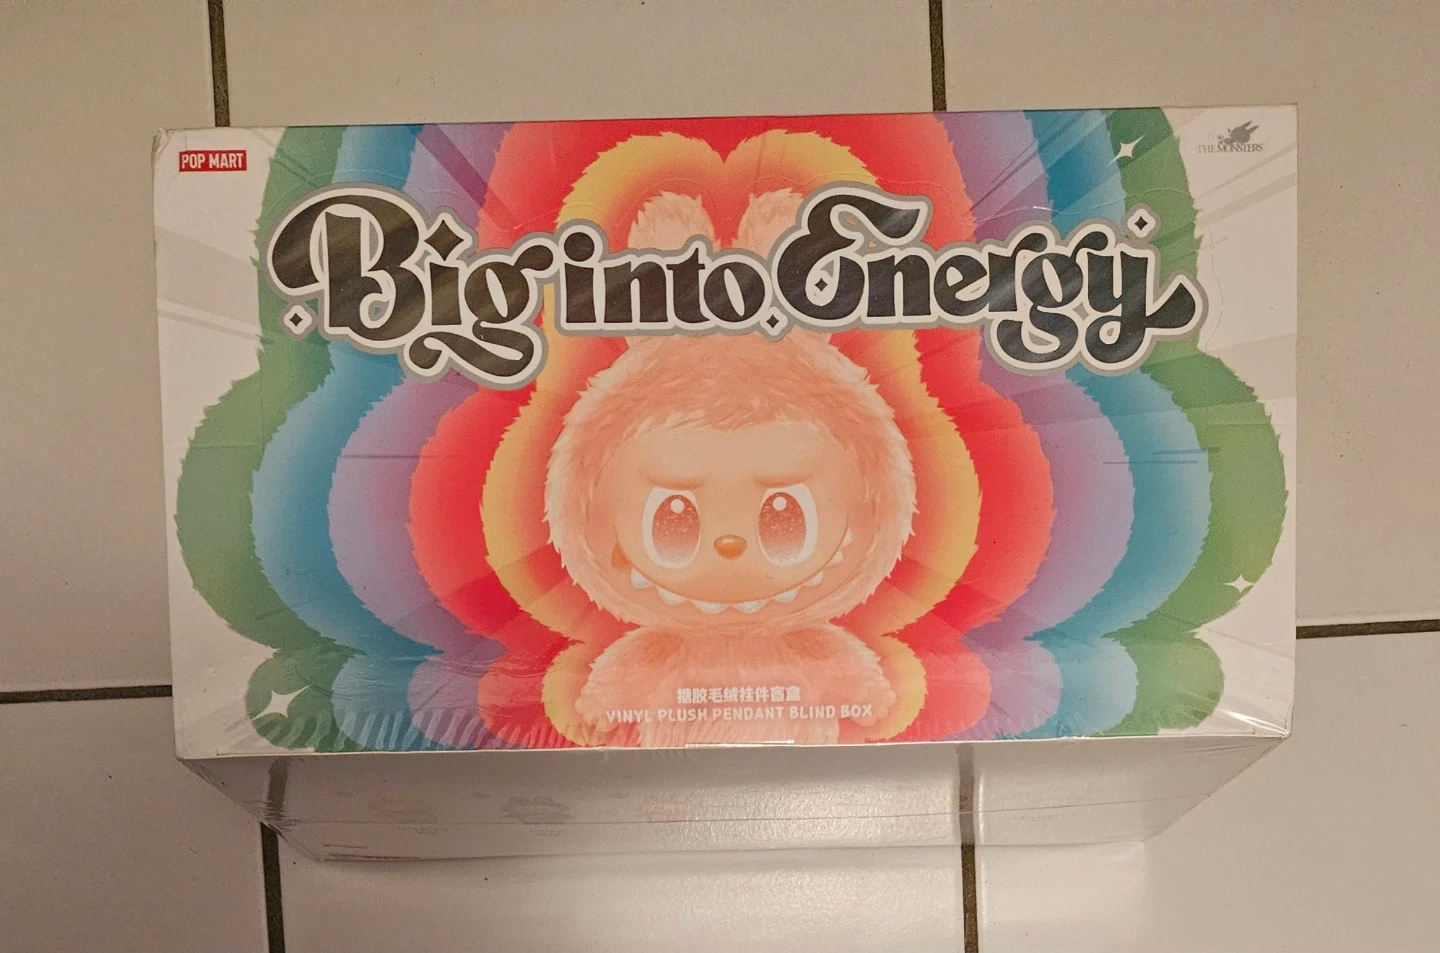 POP MART
THE MONSTERS
Big into Energy
搪胶毛绒挂件盲盒
VINYL PLUSH PENDANT BLIND BOX